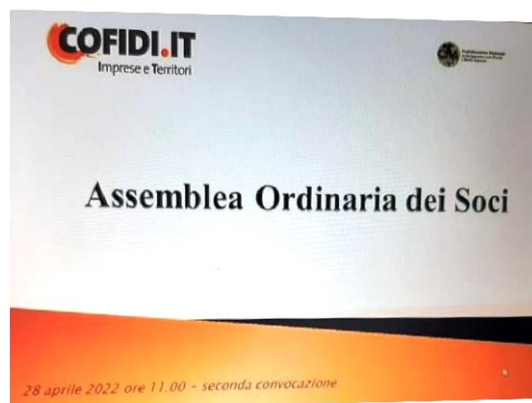 COFIDI.IT
Imprese e Territori
Assemblea Ordinaria dei Soci
28 aprile 2022 ore 11.00 - seconda convocazione